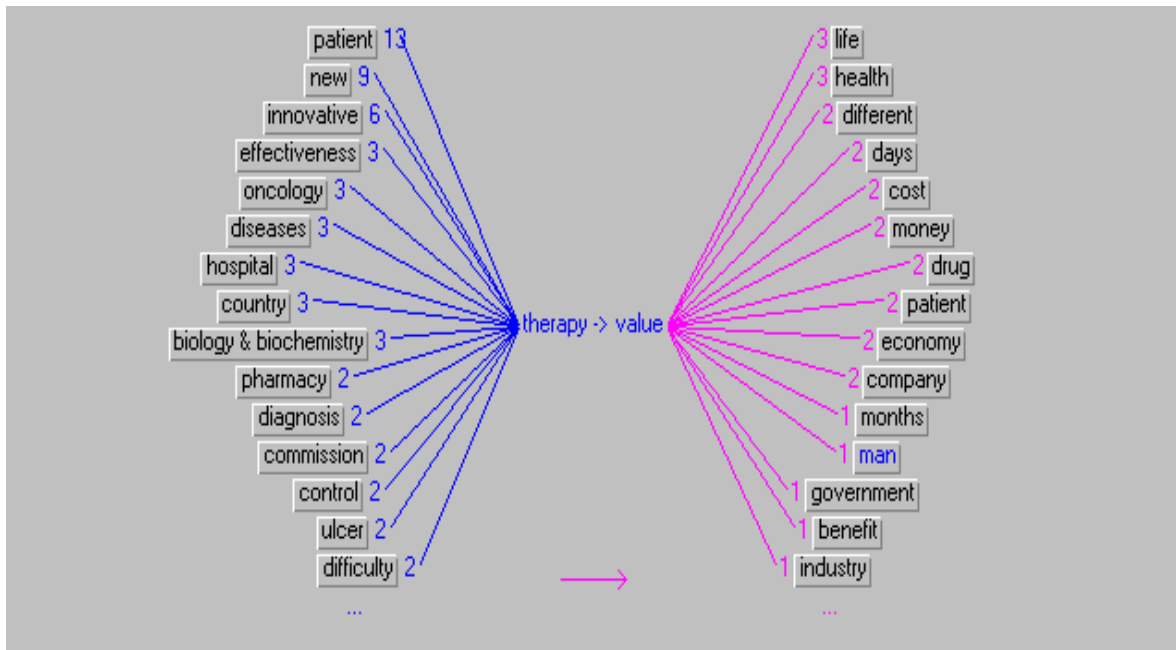 patient 13
new 9
innovative 6
effectiveness 3
oncology 3
diseases 3
hospital 3
country 3
biology & biochemistry 3
pharmacy 2
diagnosis 2
commission 2
control 2
ulcer 2
difficulty 2
...
therapy -> value
3 life
3 health
2 different
2 days
2 cost
2 money
2 drug
2 patient
2 economy
2 company
1 months
1 man
1 government
1 benefit
1 industry
...